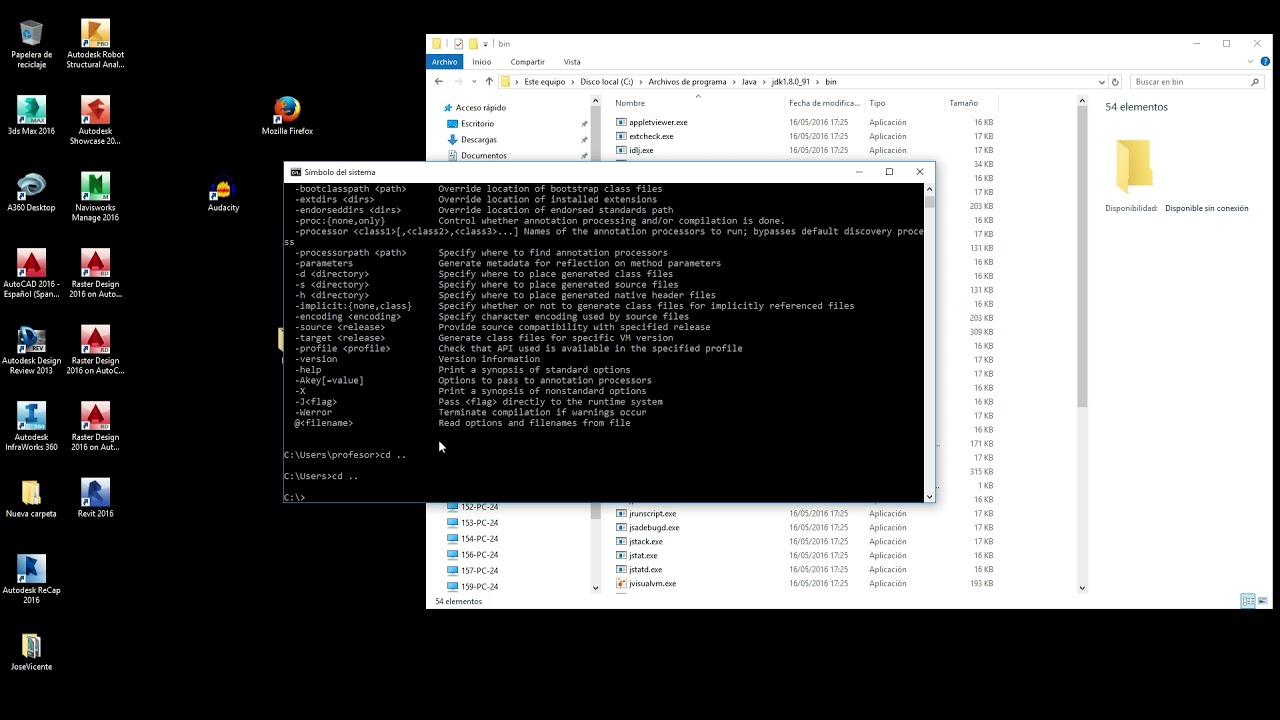 Papelera de
reciclaje
Autodesk Robot
Structural Anal...
3ds Max 2016
Autodesk
Showcase 20...
A360 Desktop
Navisworks
Manage 2016
AutoCAD 2016 -
Español (Span...
Raster Design
2016 on Auto...
Autodesk Design
Review 2013
Raster Design
2016 on AutoC...
Autodesk
InfraWorks 360
Raster Design
2016 on AutoC...
Nueva carpeta
Revit 2016
Autodesk ReCap
2016
JoseVicente
Mozilla Firefox
Audacity
bin
Archivo Inicio Compartir Vista
Este equipo > Disco local (C:) > Archivos de programa > Java > jdk1.8.0_91 > bin
Buscar en bin
Acceso rápido
Escritorio
Descargas
Documentos
Nombre Fecha de modifica... Tipo Tamaño
appletviewer.exe 16/05/2016 17:25 Aplicación 16 KB
extcheck.exe 16/05/2016 17:25 Aplicación 17 KB
idlj.exe 16/05/2016 17:25 Aplicación 16 KB
34 KB
16 KB
17 KB
203 KB
16 KB
16 KB
131 KB
131 KB
16 KB
131 KB
16 KB
203 KB
309 KB
16 KB
16 KB
17 KB
16 KB
17 KB
16 KB
17 KB
171 KB
17 KB
315 KB
1 KB
16 KB
54 elementos
Disponibilidad: Disponible sin conexión
Símbolo del sistema
-bootclasspath <path> Override location of bootstrap class files
-extdirs <dirs> Override location of installed extensions
-endorseddirs <dirs> Override location of endorsed standards path
-proc:{none,only} Control whether annotation processing and/or compilation is done.
-processor <class1>[,<class2>,<class3>...] Names of the annotation processors to run; bypasses default discovery proce
ss
-processorpath <path> Specify where to find annotation processors
-parameters Generate metadata for reflection on method parameters
-d <directory> Specify where to place generated class files
-s <directory> Specify where to place generated source files
-h <directory> Specify where to place generated native header files
-implicit:{none,class} Specify whether or not to generate class files for implicitly referenced files
-encoding <encoding> Specify character encoding used by source files
-source <release> Provide source compatibility with specified release
-target <release> Generate class files for specific VM version
-profile <profile> Check that API used is available in the specified profile
-version Version information
-help Print a synopsis of standard options
-Akey[=value] Options to pass to annotation processors
-X Print a synopsis of nonstandard options
-J<flag> Pass <flag> directly to the runtime system
-Werror Terminate compilation if warnings occur
@<filename> Read options and filenames from file
C:\Users\profesor>cd ..
C:\Users>cd ..
C:\>
152-PC-24
153-PC-24
154-PC-24
156-PC-24
157-PC-24
159-PC-24
jrunscript.exe 16/05/2016 17:25 Aplicación 17 KB
jsadebugd.exe 16/05/2016 17:25 Aplicación 17 KB
jstack.exe 16/05/2016 17:25 Aplicación 17 KB
jstat.exe 16/05/2016 17:25 Aplicación 16 KB
jstatd.exe 16/05/2016 17:25 Aplicación 16 KB
jvisualvm.exe 16/05/2016 17:25 Aplicación 193 KB
54 elementos